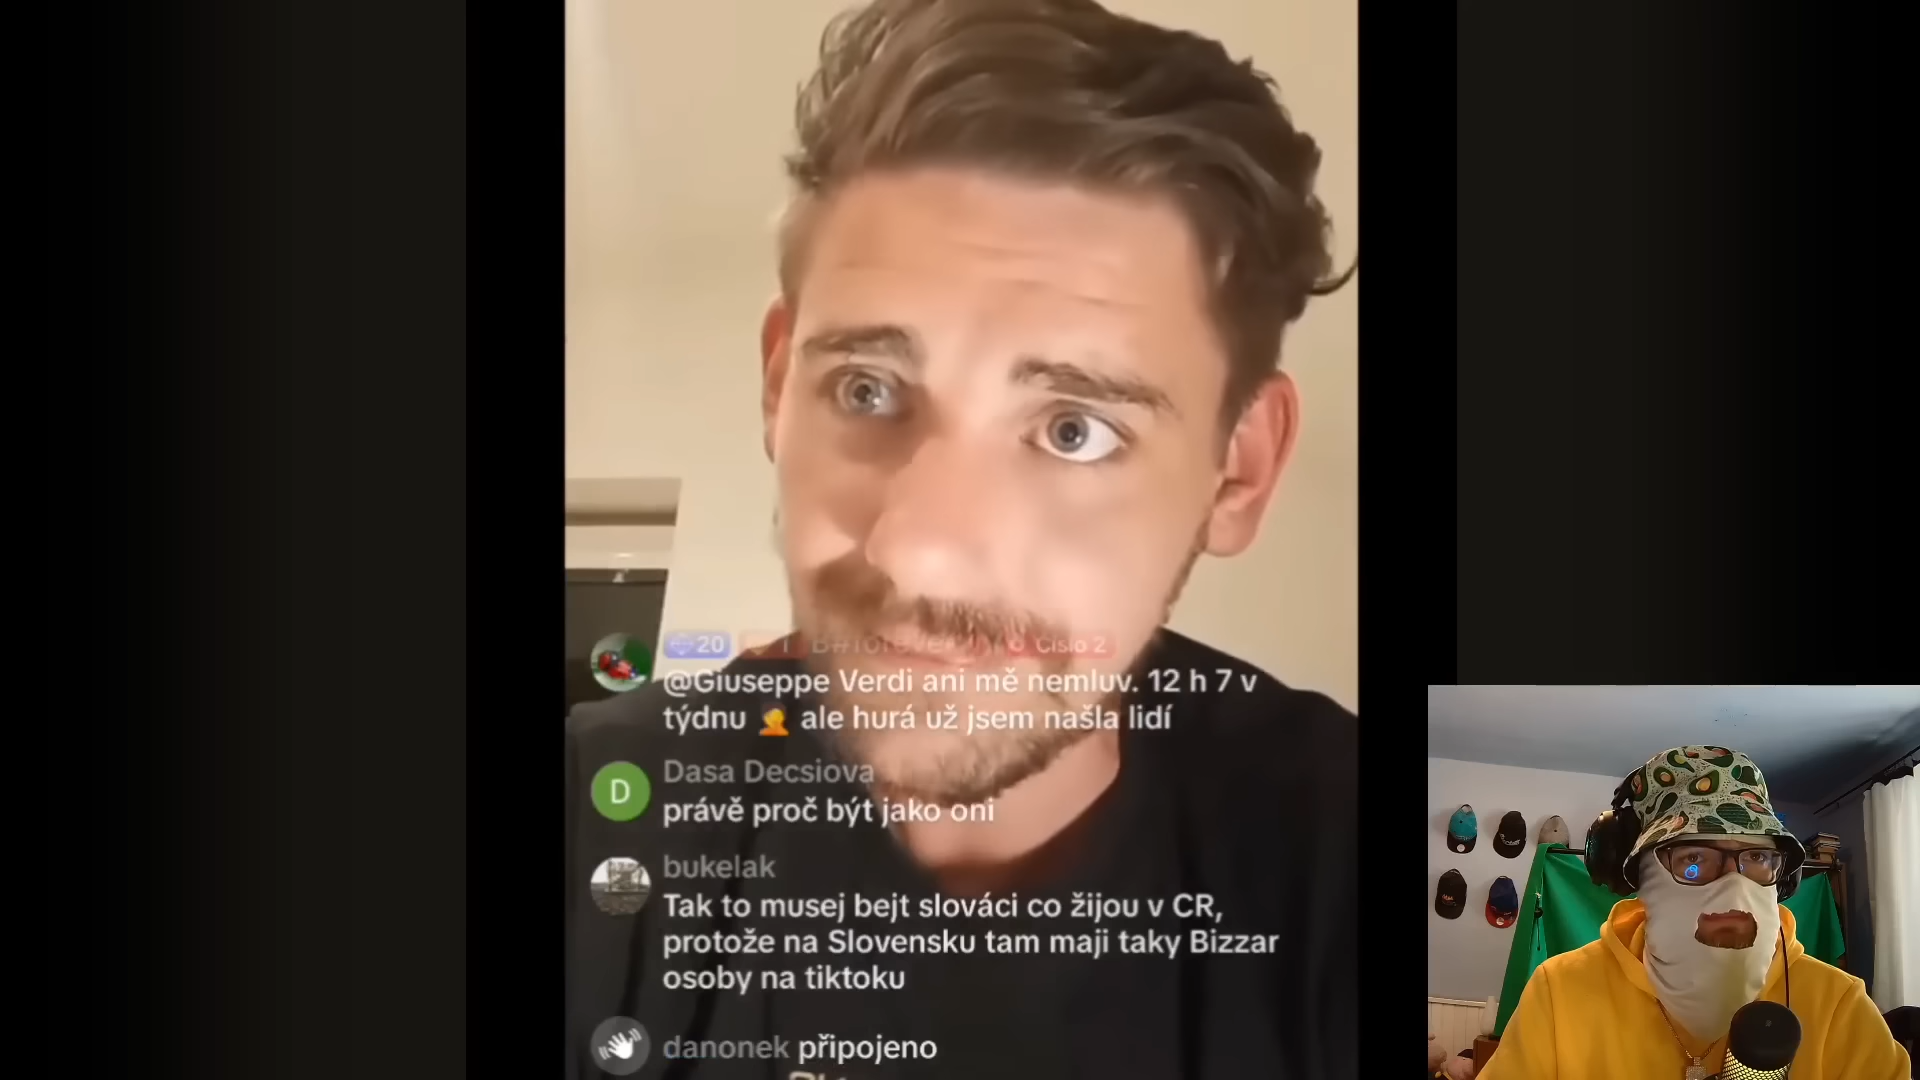 20
Číslo 2
@Giuseppe Verdi ani mě nemluv. 12 h 7 v
týdnu 🤦 ale hurá už jsem našla lidí
D
Dasa Decsiova
právě proč být jako oni
bukelak
Tak to musej bejt slováci co žijou v CR,
protože na Slovensku tam maji taky Bizzar
osoby na tiktoku
danonek připojeno